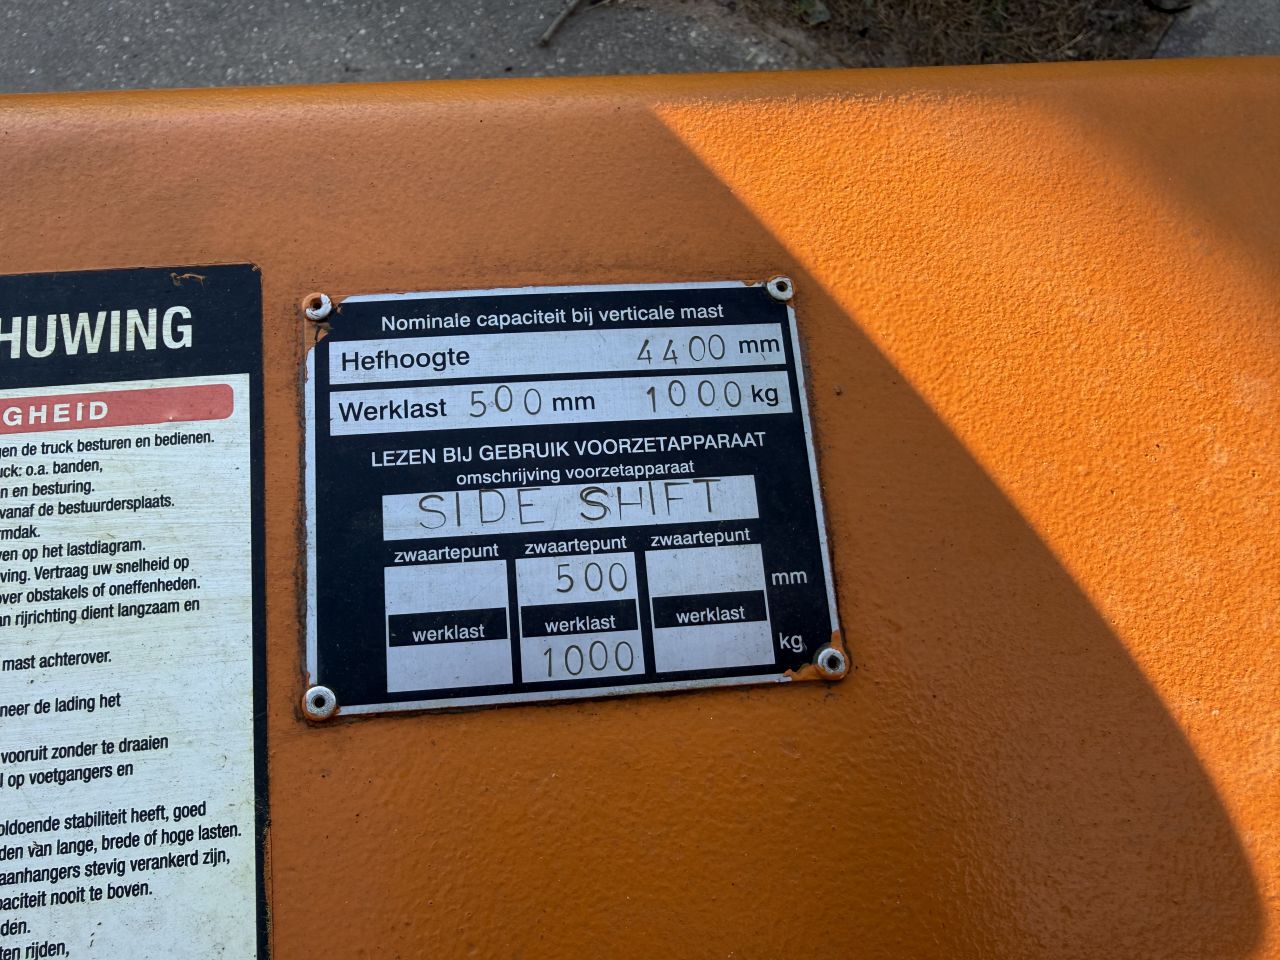 HUWING
GHEID
gen de truck besturen en bedienen.
uck: o.a. banden,
n en besturing.
vanaf de bestuurdersplaats.
rmdak.
ven op het lastdiagram.
ving. Vertraag uw snelheid op
over obstakels of oneffenheden.
an rijrichting dient langzaam en
mast achterover.
neer de lading het
vooruit zonder te draaien
l op voetgangers en
oldoende stabiliteit heeft, goed
den van lange, brede of hoge lasten.
aanhangers stevig verankerd zijn,
paciteit nooit te boven.
den.
ten rijden,
Nominale capaciteit bij verticale mast
Hefhoogte 4400 mm
Werklast 500 mm 1000 kg
LEZEN BIJ GEBRUIK VOORZETAPPARAAT
omschrijving voorzetapparaat
SIDE SHIFT
zwaartepunt zwaartepunt zwaartepunt
500 mm
werklast werklast werklast
1000 kg